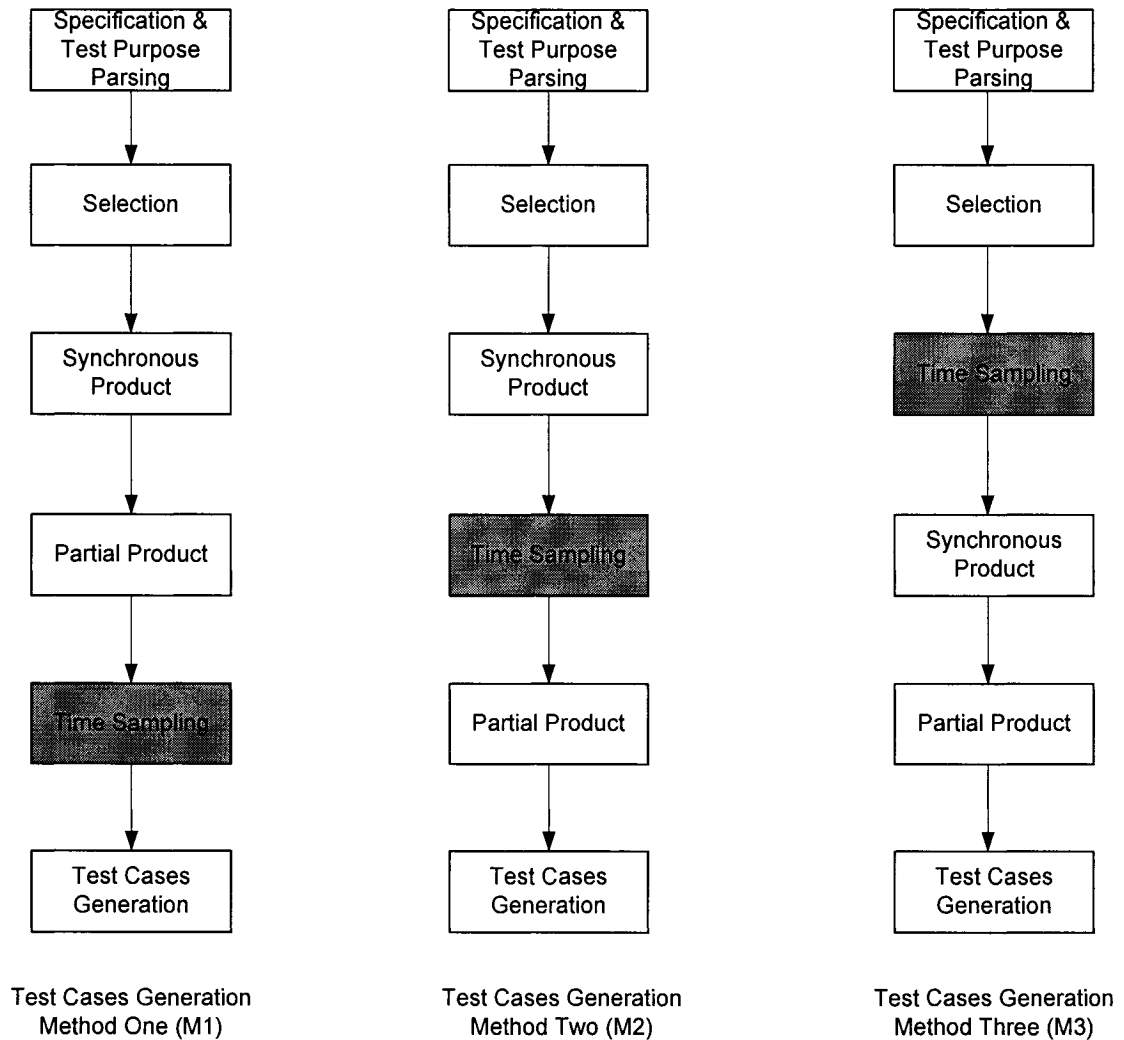 Specification &
Test Purpose
Parsing
Selection
Synchronous
Product
Partial Product
Time Sampling
Test Cases
Generation
Test Cases Generation
Method One (M1)
Specification &
Test Purpose
Parsing
Selection
Synchronous
Product
Time Sampling
Partial Product
Test Cases
Generation
Test Cases Generation
Method Two (M2)
Specification &
Test Purpose
Parsing
Selection
Time Sampling
Synchronous
Product
Partial Product
Test Cases
Generation
Test Cases Generation
Method Three (M3)